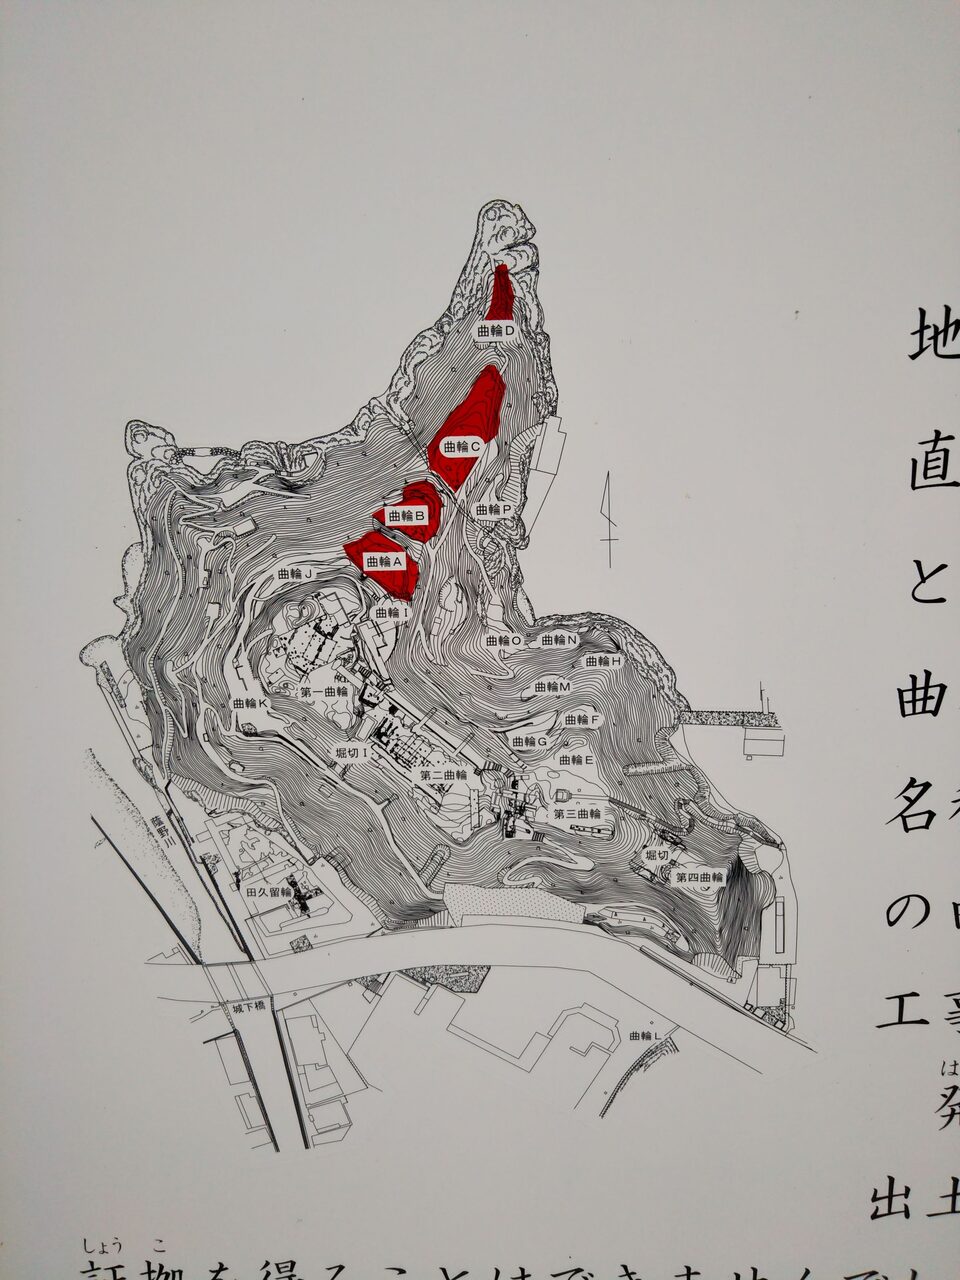 曲輪D
曲輪C
曲輪B
曲輪P
曲輪A
曲輪J
曲輪I
曲輪O
曲輪N
曲輪H
第一曲輪
曲輪M
曲輪K
曲輪F
曲輪G
堀切I
曲輪E
第二曲輪
第三曲輪
蔭野川
堀切
第四曲輪
田久留輪
城下橋
曲輪L
地
直
と
曲
名
の
工事
は
発
出土
しょう こ
証拠を得ることはできませんでし